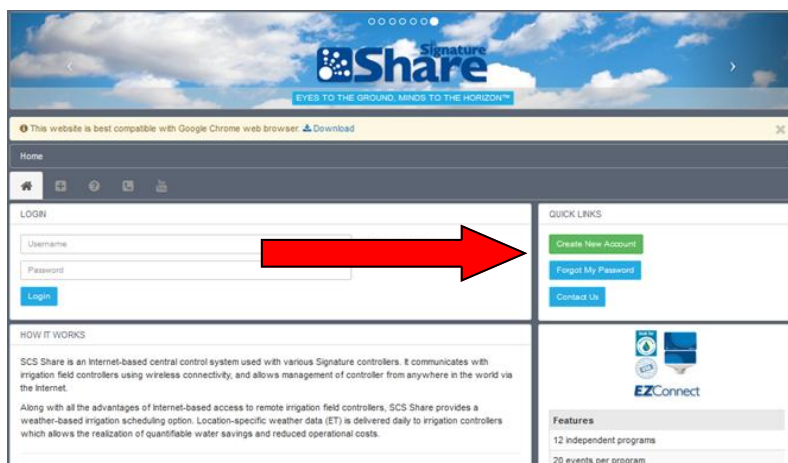 Signature
Share
EYES TO THE GROUND, MINDS TO THE HORIZON™
This website is best compatible with Google Chrome web browser. Download
Home
LOGIN
Username
Password
Login
QUICK LINKS
Create New Account
Forgot My Password
Contact Us
HOW IT WORKS
SCS Share is an Internet-based central control system used with various Signature controllers. It communicates with
irrigation field controllers using wireless connectivity, and allows management of controller from anywhere in the world via
the Internet.
Along with all the advantages of Internet-based access to remote irrigation field controllers, SCS Share provides a
weather-based irrigation scheduling option. Location-specific weather data (ET) is delivered daily to irrigation controllers
which allows the realization of quantifiable water savings and reduced operational costs.
EZConnect
Features
12 independent programs
20 events per program